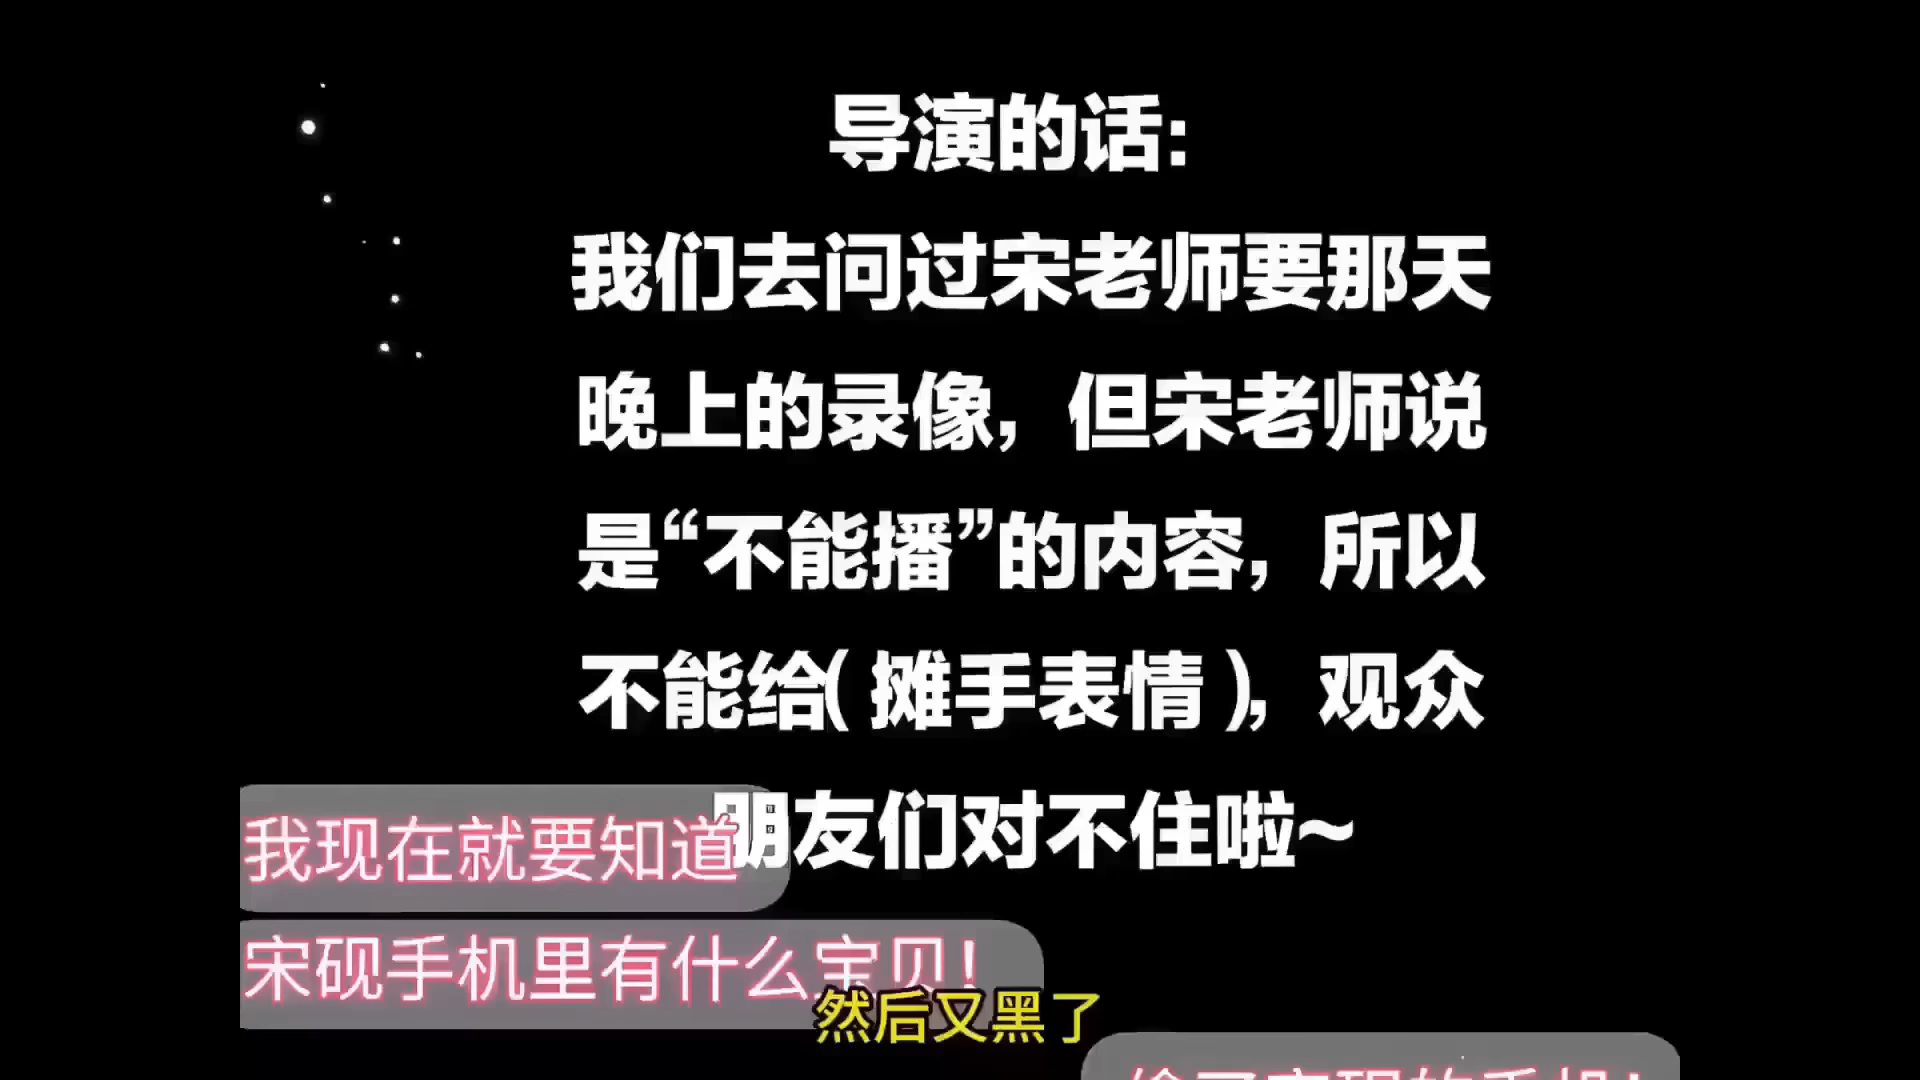 导演的话:
我们去问过宋老师要那天
晚上的录像，但宋老师说
是“不能播”的内容，所以
不能给(摊手表情)，观众
朋友们对不住啦~
我现在就要知道
宋砚手机里有什么宝贝！
然后又黑了